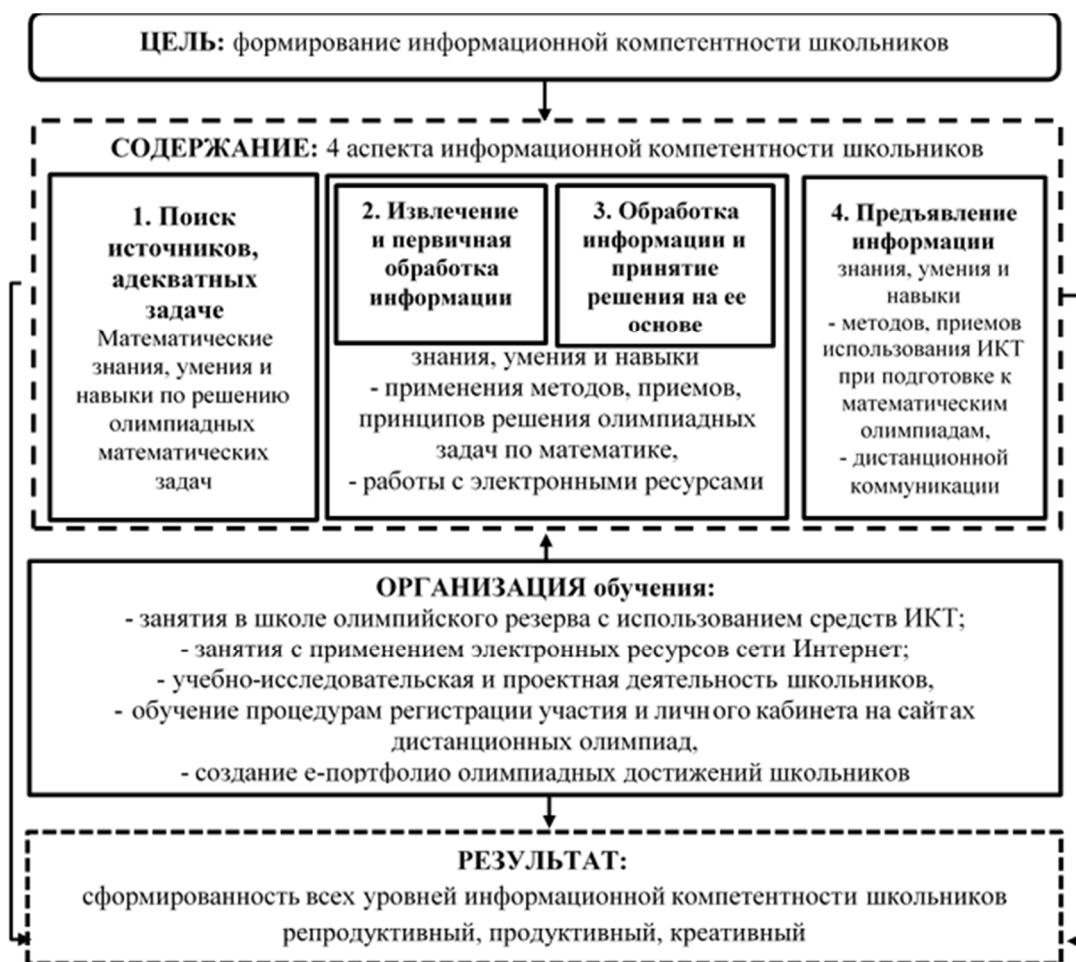 ЦЕЛЬ: формирование информационной компетентности школьников
СОДЕРЖАНИЕ: 4 аспекта информационной компетентности школьников
1. Поиск
источников,
адекватных
задаче
Математические
знания, умения и
навыки по решению
олимпиадных
математических
задач
2. Извлечение
и первичная
обработка
информации
3. Обработка
информации и
принятие
решения на ее
основе
знания, умения и навыки
- применения методов, приемов,
принципов решения олимпиадных
задач по математике,
- работы с электронными ресурсами
4. Предъявление
информации
знания, умения и
навыки
- методов, приемов
использования ИКТ
при подготовке к
математическим
олимпиадам,
- дистанционной
коммуникации
ОРГАНИЗАЦИЯ обучения:
- занятия в школе олимпийского резерва с использованием средств ИКТ;
- занятия с применением электронных ресурсов сети Интернет;
- учебно-исследовательская и проектная деятельность школьников,
- обучение процедурам регистрации участия и личного кабинета на сайтах
дистанционных олимпиад,
- создание е-портфолио олимпиадных достижений школьников
РЕЗУЛЬТАТ:
сформированность всех уровней информационной компетентности школьников
репродуктивный, продуктивный, креативный